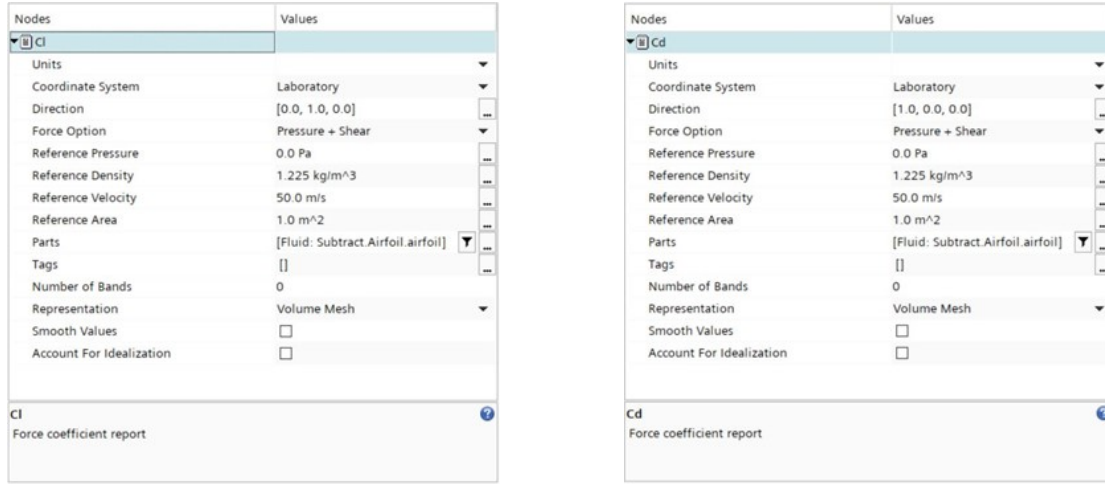 Nodes Values
Cl
Units
Coordinate System Laboratory
Direction [0.0, 1.0, 0.0]
Force Option Pressure + Shear
Reference Pressure 0.0 Pa
Reference Density 1.225 kg/m^3
Reference Velocity 50.0 m/s
Reference Area 1.0 m^2
Parts [Fluid: Subtract.Airfoil.airfoil]
Tags []
Number of Bands 0
Representation Volume Mesh
Smooth Values
Account For Idealization
Cl
Force coefficient report
Nodes Values
Cd
Units
Coordinate System Laboratory
Direction [1.0, 0.0, 0.0]
Force Option Pressure + Shear
Reference Pressure 0.0 Pa
Reference Density 1.225 kg/m^3
Reference Velocity 50.0 m/s
Reference Area 1.0 m^2
Parts [Fluid: Subtract.Airfoil.airfoil]
Tags []
Number of Bands 0
Representation Volume Mesh
Smooth Values
Account For Idealization
Cd
Force coefficient report